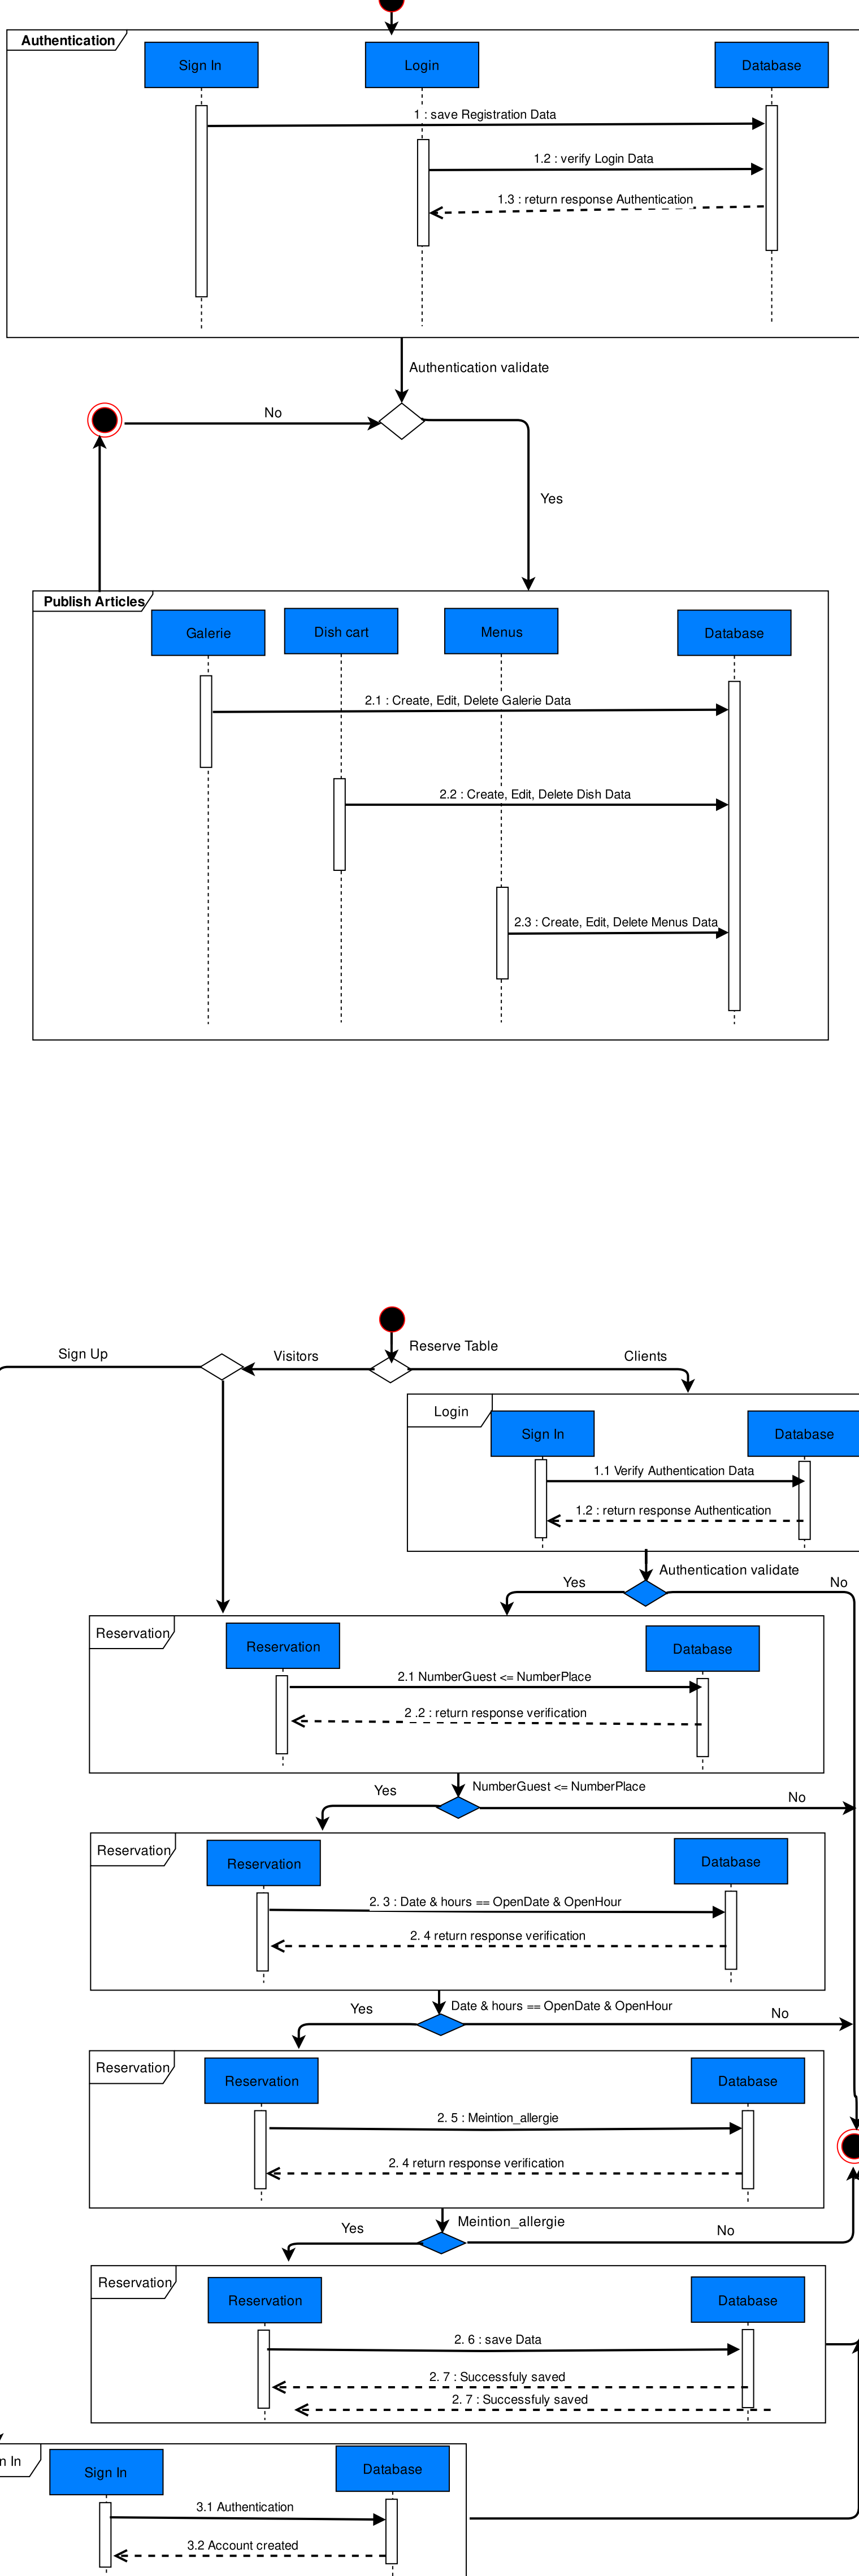 Authentication
Sign In
Login
Database
1 : save Registration Data
1.2 : verify Login Data
1.3 : return response Authentication
Authentication validate
No
Yes
Publish Articles
Galerie
Dish cart
Menus
Database
2.1 : Create, Edit, Delete Galerie Data
2.2 : Create, Edit, Delete Dish Data
2.3 : Create, Edit, Delete Menus Data
Reserve Table
Sign Up
Visitors
Clients
Login
Sign In
Database
1.1 Verify Authentication Data
1.2 : return response Authentication
Authentication validate
Yes
No
Reservation
Reservation
Database
2.1 NumberGuest <= NumberPlace
2 .2 : return response verification
NumberGuest <= NumberPlace
Yes
No
Reservation
Reservation
Database
2. 3 : Date & hours == OpenDate & OpenHour
2. 4 return response verification
Date & hours == OpenDate & OpenHour
Yes
No
Reservation
Reservation
Database
2. 5 : Meintion_allergie
2. 4 return response verification
Meintion_allergie
Yes
No
Reservation
Reservation
Database
2. 6 : save Data
2. 7 : Successfuly saved
2. 7 : Successfuly saved
n In
Sign In
Database
3.1 Authentication
3.2 Account created